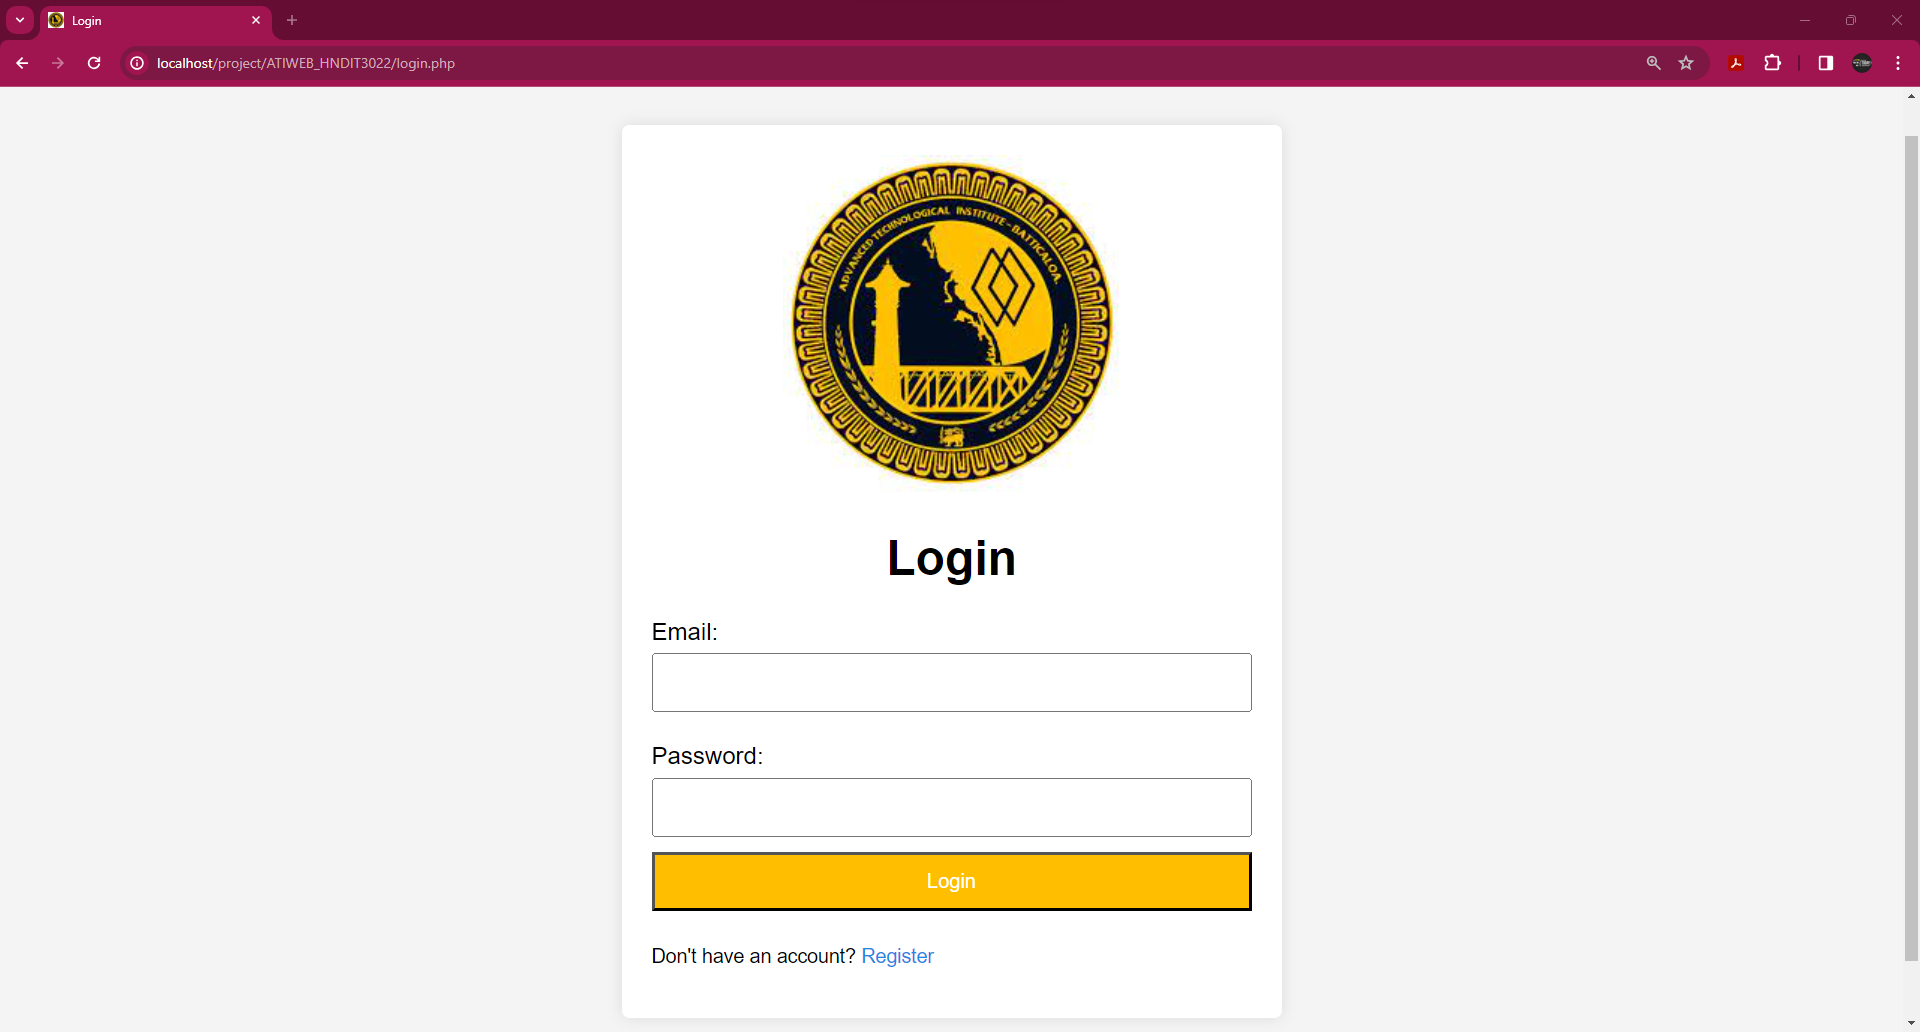 Login
localhost/project/ATIWEB_HNDIT3022/login.php
ADVANCED TECHNOLOGICAL INSTITUTE - BATTICALOA.
Login
Email:
Password:
Login
Don't have an account? Register